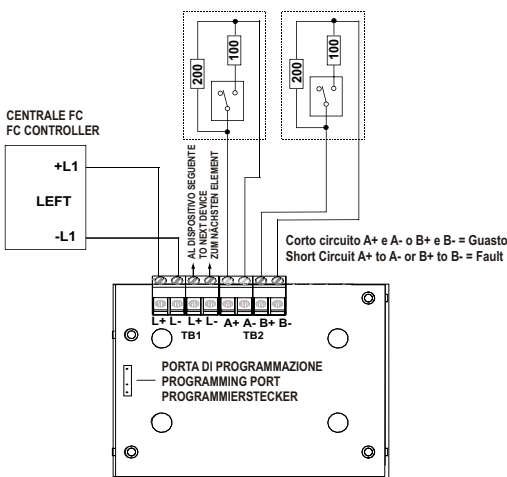 200
100
200
100
CENTRALE FC
FC CONTROLLER
+L1
LEFT
-L1
AL DISPOSITIVO SEGUENTE
TO NEXT DEVICE
ZUM NÄCHSTEN ELEMENT
Corto circuito A+ e A- o B+ e B- = Guasto
Short Circuit A+ to A- or B+ to B- = Fault
L+ L- L+ L- A+ A- B+ B-
TB1 TB2
PORTA DI PROGRAMMAZIONE
PROGRAMMING PORT
PROGRAMMIERSTECKER